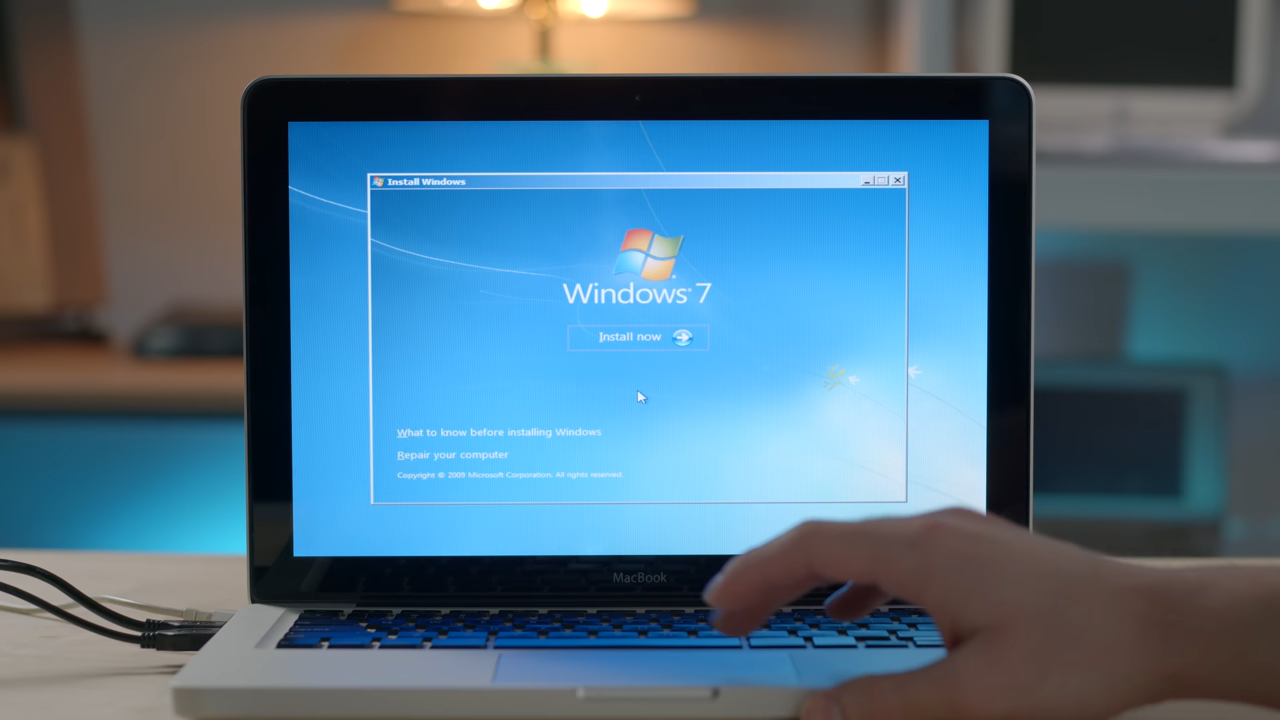 Install Windows
Windows 7
Install now
What to know before installing Windows
Repair your computer
Copyright © 2009 Microsoft Corporation. All rights reserved.
MacBook